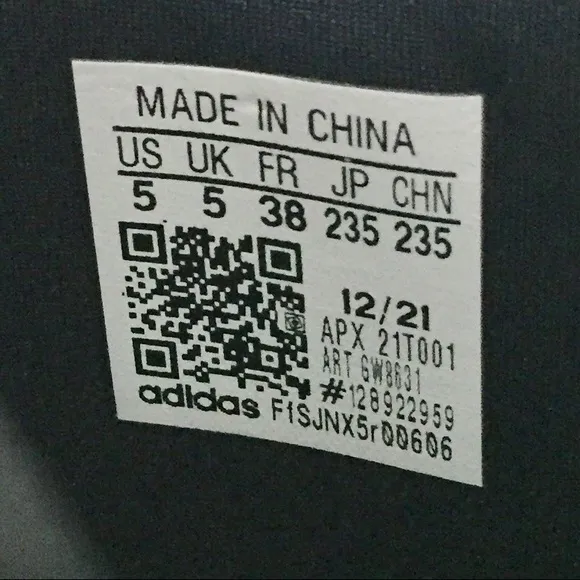 MADE IN CHINA
US UK FR JP CHN
5 5 38 235 235
12/21
APX 21T001
ART GW8631
#128922959
adidas FfSJNX5r00606